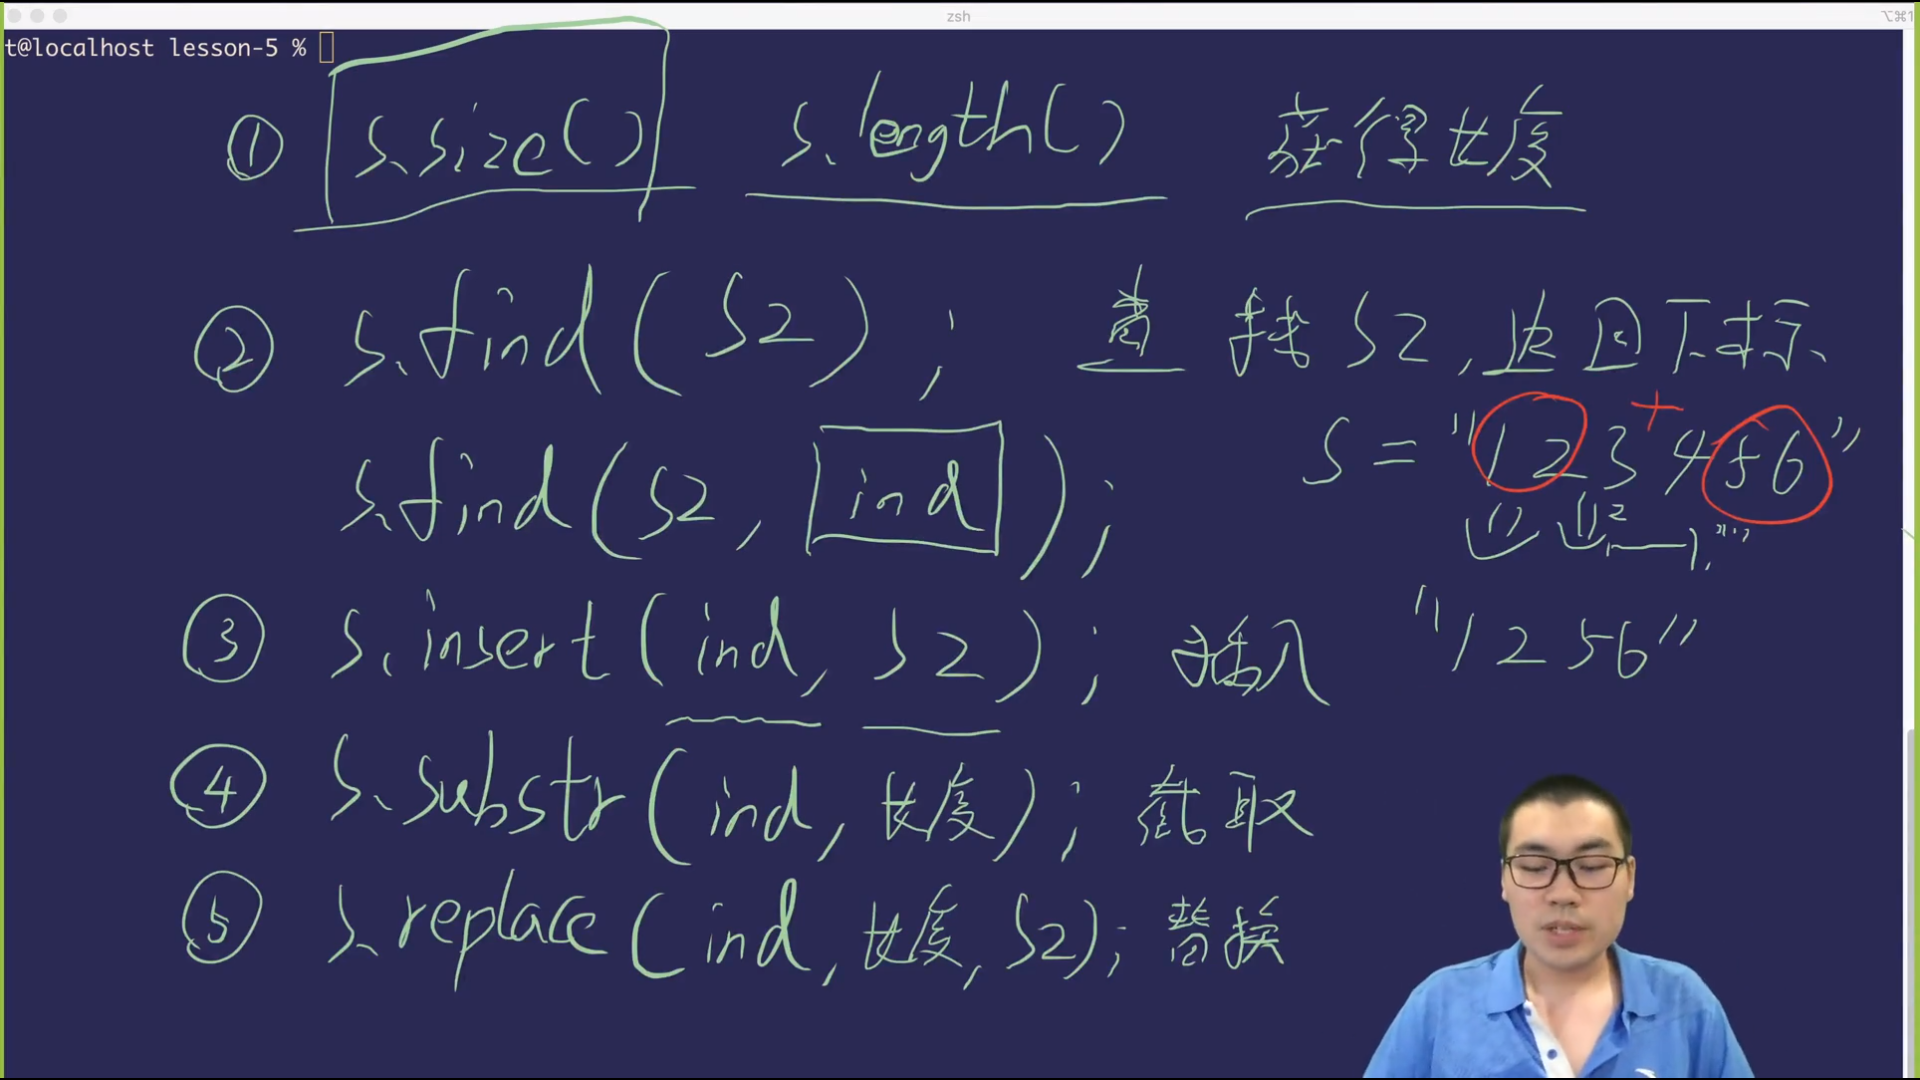 zsh
⌥⌘1
t@localhost lesson-5 %
① s.size() s.length() 获得长度
② s.find(s2); 查找s2,返回下标
s.find(s2, ind);
s = "123456"
+
③ s.insert(ind, s2); 插入
"1256"
④ s.substr(ind, 长度); 截取
⑤ s.replace(ind, 长度, s2); 替换